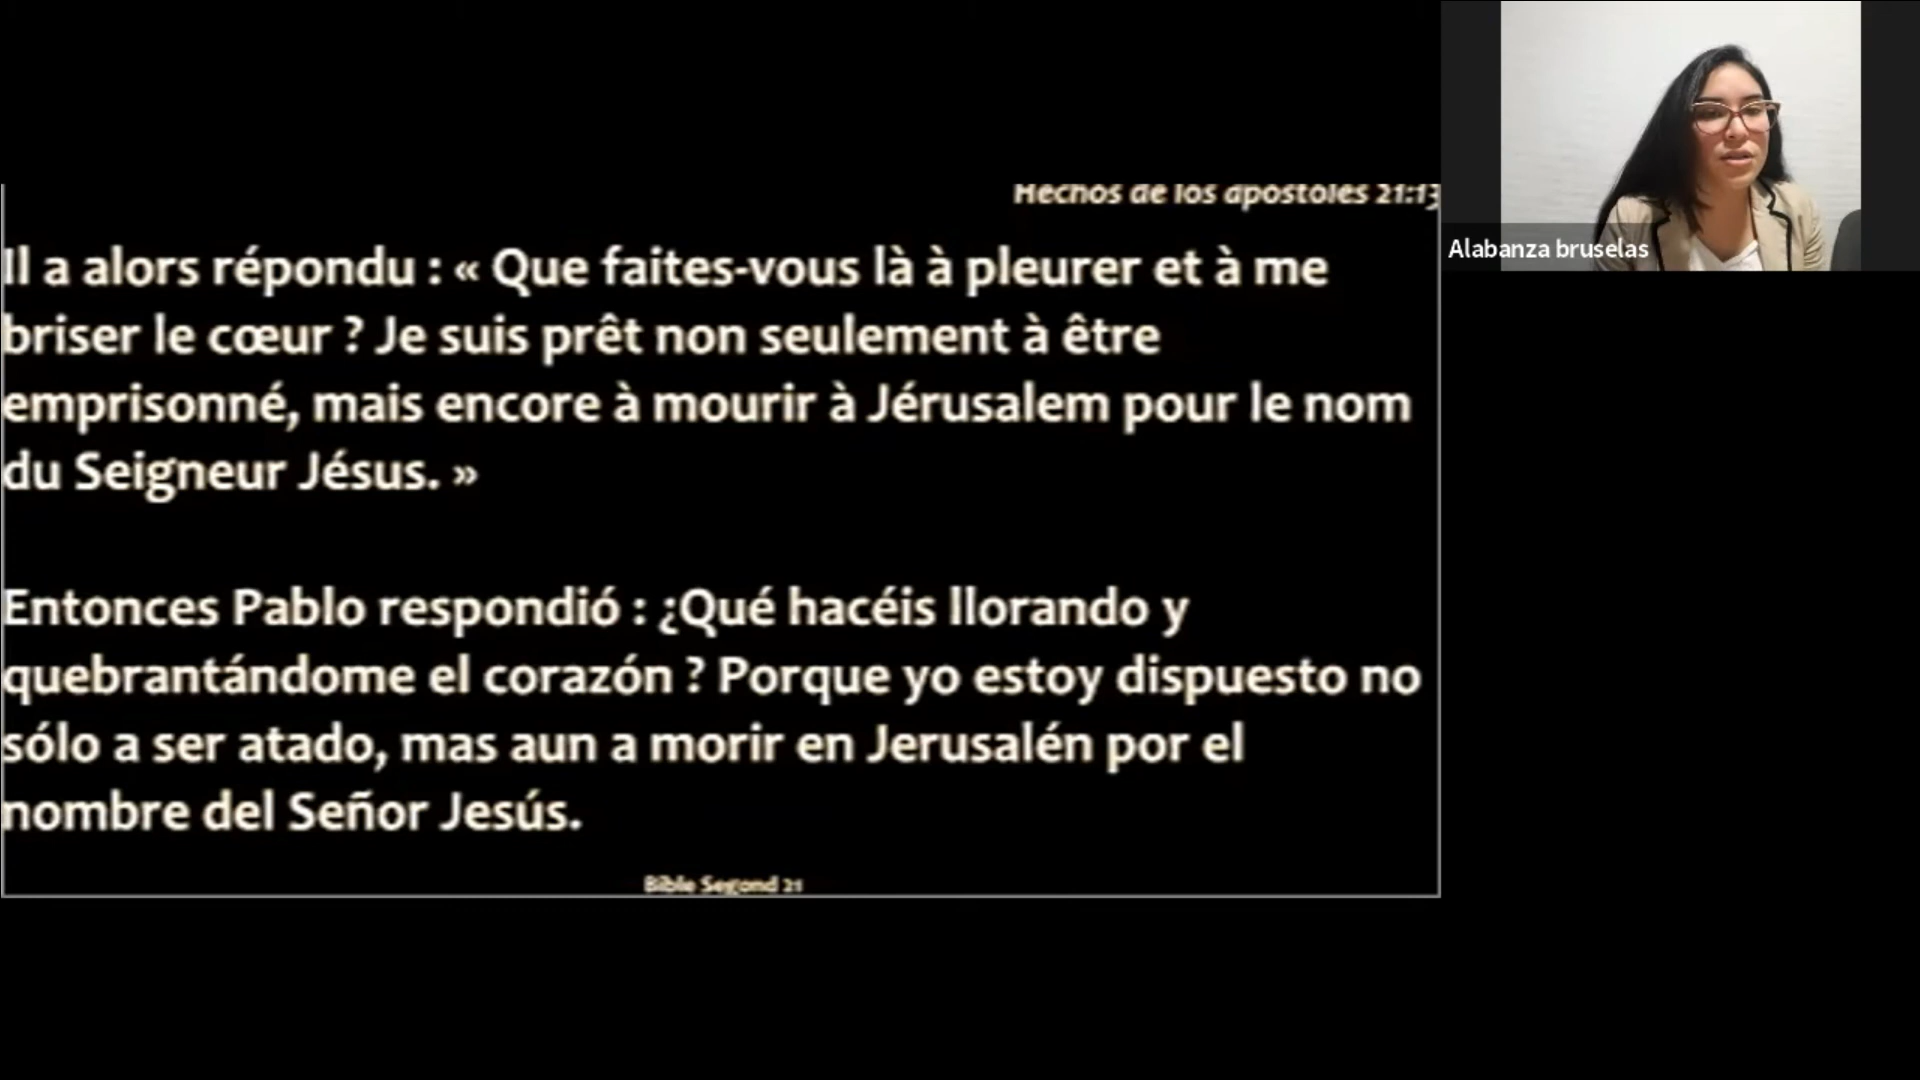 Hechos de los apostoles 21:13
Il a alors répondu : « Que faites-vous là à pleurer et à me
briser le cœur ? Je suis prêt non seulement à être
emprisonné, mais encore à mourir à Jérusalem pour le nom
du Seigneur Jésus. »
Entonces Pablo respondió : ¿Qué hacéis llorando y
quebrantándome el corazón ? Porque yo estoy dispuesto no
sólo a ser atado, mas aun a morir en Jerusalén por el
nombre del Señor Jesús.
Bible Segond 21
Alabanza bruselas